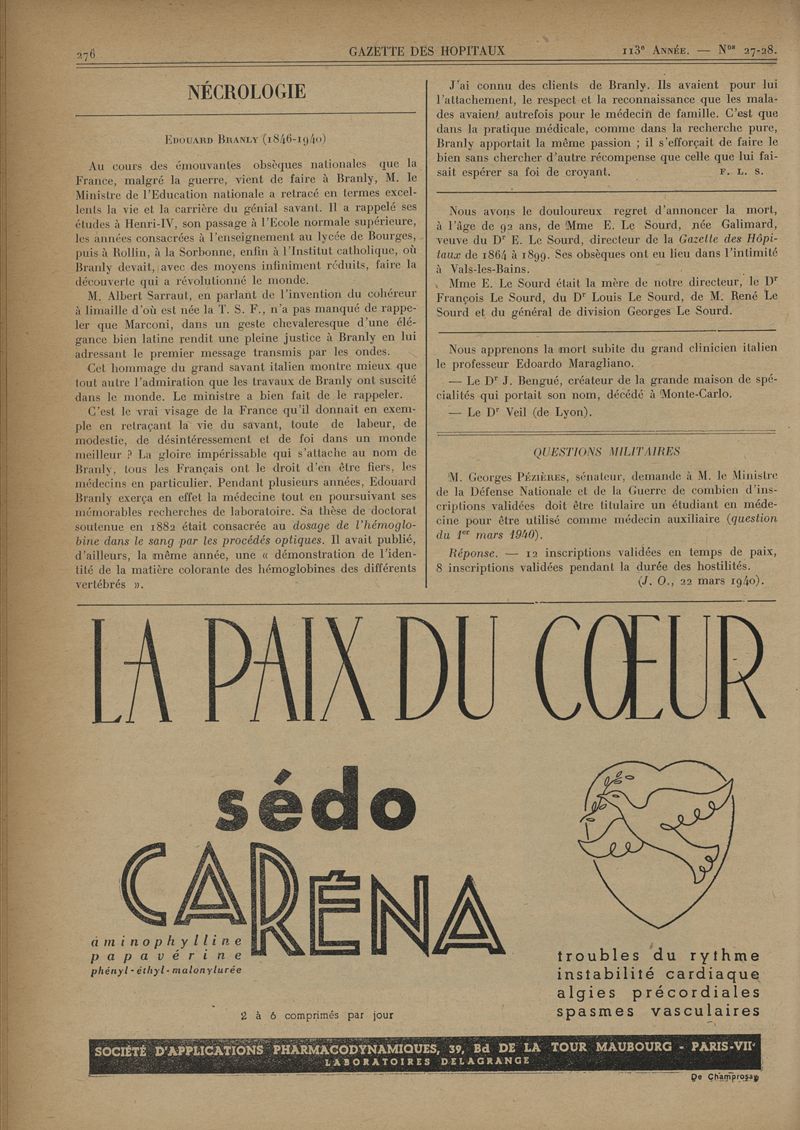 276
GAZETTE DES HOPITAUX
113e ANNÉE. — Nos 27-28.
NÉCROLOGIE
EDOUARD BRANLY (1846-1940)
Au cours des émouvantes obsèques nationales que la
France, malgré la guerre, vient de faire à Branly, M. le
Ministre de l'Education nationale a retracé en termes excel-
lents la vie et la carrière du génial savant. Il a rappelé ses
études à Henri-IV, son passage à l'Ecole normale supérieure,
les années consacrées à l'enseignement au lycée de Bourges,
puis à Rollin, à la Sorbonne, enfin à l'Institut catholique, où
Branly devait, avec des moyens infiniment réduits, faire la
découverte qui a révolutionné le monde.
M. Albert Sarraut, en parlant de l'invention du cohéreur
à limaille d'où est née la T. S. F., n'a pas manqué de rappe-
ler que Marconi, dans un geste chevaleresque d'une élé-
gance bien latine rendit une pleine justice à Branly en lui
adressant le premier message transmis par les ondes.
Cet hommage du grand savant italien montre mieux que
tout autre l'admiration que les travaux de Branly ont suscité
dans le monde. Le ministre a bien fait de le rappeler.
C'est le vrai visage de la France qu'il donnait en exem-
ple en retraçant la vie du savant, toute de labeur, de
modestie, de désintéressement et de foi dans un monde
meilleur ? La gloire impérissable qui s'attache au nom de
Branly, tous les Français ont le droit d'en être fiers, les
médecins en particulier. Pendant plusieurs années, Edouard
Branly exerça en effet la médecine tout en poursuivant ses
mémorables recherches de laboratoire. Sa thèse de doctorat
soutenue en 1882 était consacrée au dosage de l'hémoglo-
bine dans le sang par les procédés optiques. Il avait publié,
d'ailleurs, la même année, une « démonstration de l'iden-
tité de la matière colorante des hémoglobines des différents
vertébrés ».
J'ai connu des clients de Branly. Ils avaient pour lui
l'attachement, le respect et la reconnaissance que les mala-
des avaient autrefois pour le médecin de famille. C'est que
dans la pratique médicale, comme dans la recherche pure,
Branly apportait la même passion ; il s'efforçait de faire le
bien sans chercher d'autre récompense que celle que lui fai-
sait espérer sa foi de croyant. F. L. S.
Nous avons le douloureux regret d'annoncer la mort,
à l'âge de 92 ans, de Mme E. Le Sourd, née Galimard,
veuve du Dr E. Le Sourd, directeur de la Gazette des Hôpi-
taux de 1864 à 1899. Ses obsèques ont eu lieu dans l'intimité
à Vals-les-Bains.
Mme E. Le Sourd était la mère de notre directeur, le Dr
François Le Sourd, du Dr Louis Le Sourd, de M. René Le
Sourd et du général de division Georges Le Sourd.
Nous apprenons la mort subite du grand clinicien italien
le professeur Edoardo Maragliano.
— Le Dr J. Bengué, créateur de la grande maison de spé-
cialités qui portait son nom, décédé à Monte-Carlo.
— Le Dr Veil (de Lyon).
QUESTIONS MILITAIRES
M. Georges PÉZIÈRES, sénateur, demande à M. le Ministre
de la Défense Nationale et de la Guerre de combien d'ins-
criptions validées doit être titulaire un étudiant en méde-
cine pour être utilisé comme médecin auxiliaire (question
du 1er mars 1940).
Réponse. — 12 inscriptions validées en temps de paix,
8 inscriptions validées pendant la durée des hostilités.
(J. O., 22 mars 1940).
LA PAIX DU CŒUR
sédo
CARÉNA
aminophylline
papavérine
phényl-éthyl-malonylurée
2 à 6 comprimés par jour
troubles du rythme
instabilité cardiaque
algies précordiales
spasmes vasculaires
SOCIÉTÉ D'APPLICATIONS PHARMACODYNAMIQUES, 39, Bd DE LA TOUR MAUBOURG - PARIS-VIIe
LABORATOIRES DELAGRANGE
De Champrosay